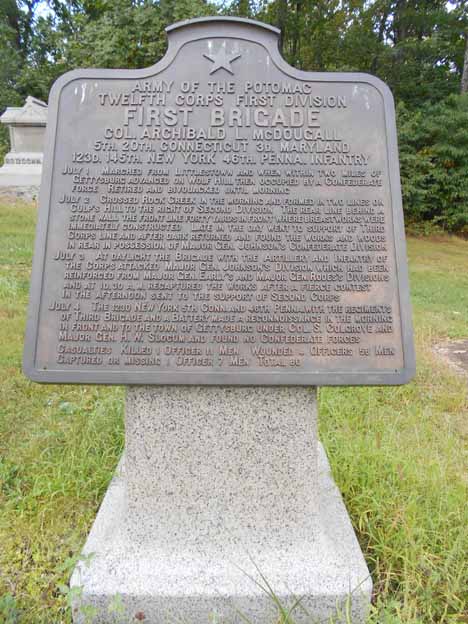 ARMY OF THE POTOMAC
TWELFTH CORPS FIRST DIVISION
FIRST BRIGADE
COL. ARCHIBALD L. MCDOUGALL
5TH. 20TH. CONNECTICUT 3D. MARYLAND
123D. 145TH. NEW YORK 46TH. PENNA. INFANTRY
JULY 1 MARCHED FROM LITTLESTOWN AND WHEN WITHIN TWO MILES OF
GETTYSBURG ADVANCED ON WOLF HILL THEN OCCUPIED BY A CONFEDERATE
FORCE RETIRED AND BIVOUACKED UNTIL MORNING
JULY 2 CROSSED ROCK CREEK IN THE MORNING AND FORMED IN TWO LINES ON
CULP'S HILL TO THE RIGHT OF SECOND DIVISION THE REAR LINE BEHIND A
STONE WALL THE FRONT LINE FORTY YARDS IN FRONT WHERE BREASTWORKS WERE
IMMEDIATELY CONSTRUCTED LATE IN THE DAY WENT TO SUPPORT OF THIRD
CORPS LINE AND AFTER DARK RETURNED AND FOUND THE WORKS AND WOODS
IN REAR IN POSSESSION OF MAJOR GEN. JOHNSON'S CONFEDERATE DIVISION
JULY 3 AT DAYLIGHT THE BRIGADE WITH THE ARTILLERY AND INFANTRY OF
THE CORPS ATTACKED MAJOR GEN. JOHNSON'S DIVISION WHICH HAD BEEN
REINFORCED FROM MAJOR GEN. EARLY'S AND MAJOR GEN. RODES'S DIVISIONS
AND AT 10.30 A.M. RECAPTURED THE WORKS AFTER A FIERCE CONTEST
IN THE AFTERNOON SENT TO THE SUPPORT OF SECOND CORPS
JULY 4 THE 123D NEW YORK 5TH CONN. AND 46TH PENNA. WITH TWO REGIMENTS
OF THIRD BRIGADE AND A BATTERY MADE A RECONNOISSANCE IN THE MORNING
IN FRONT AND TO THE TOWN OF GETTYSBURG UNDER COL. S. COLGROVE AND
MAJOR GEN. H. W. SLOCUM AND FOUND NO CONFEDERATE FORCES
CASUALTIES KILLED 1 OFFICER 11 MEN WOUNDED 4 OFFICERS 56 MEN
CAPTURED OR MISSING 1 OFFICER 7 MEN TOTAL 80